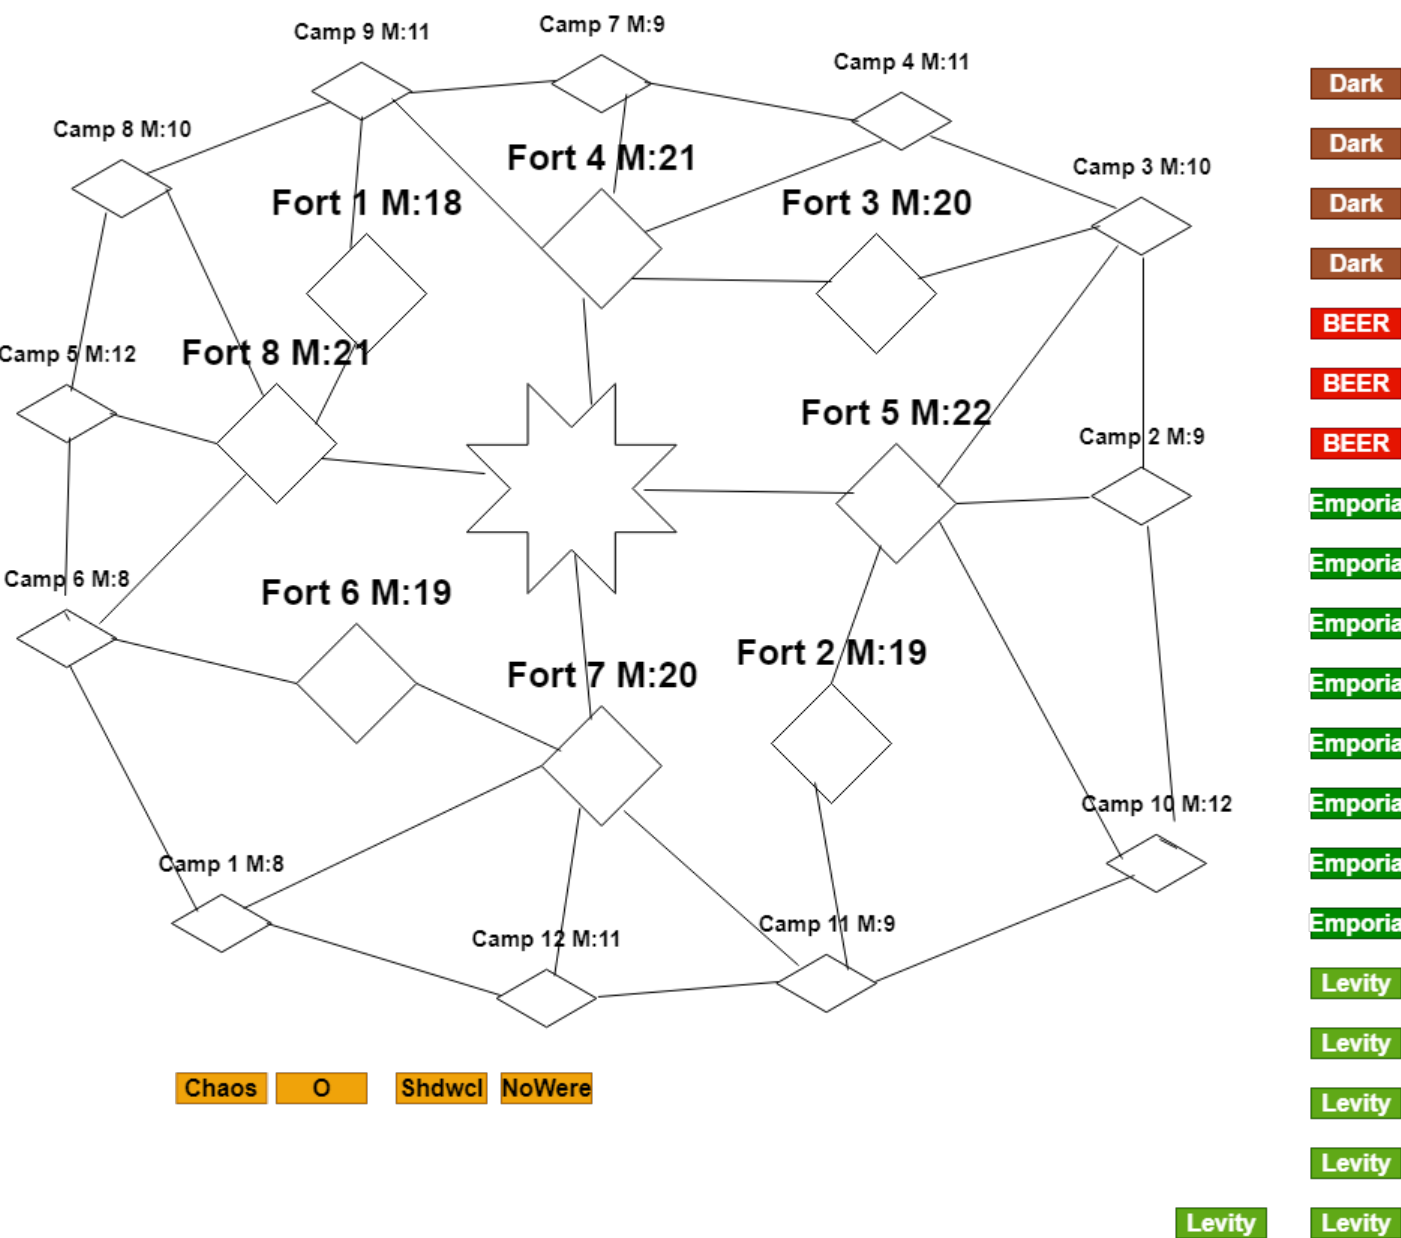 Camp 7 M:9
Camp 9 M:11
Camp 4 M:11
Dark
Camp 8 M:10
Dark
Fort 4 M:21
Camp 3 M:10
Fort 1 M:18
Fort 3 M:20
Dark
Dark
BEER
Camp 5 M:12
Fort 8 M:21
BEER
Fort 5 M:22
Camp 2 M:9
BEER
Emporia
Emporia
Camp 6 M:8
Fort 6 M:19
Emporia
Fort 2 M:19
Fort 7 M:20
Emporia
Emporia
Camp 10 M:12
Emporia
Camp 1 M:8
Emporia
Camp 11 M:9
Emporia
Camp 12 M:11
Levity
Levity
Chaos
O
Shdwcl
NoWere
Levity
Levity
Levity
Levity